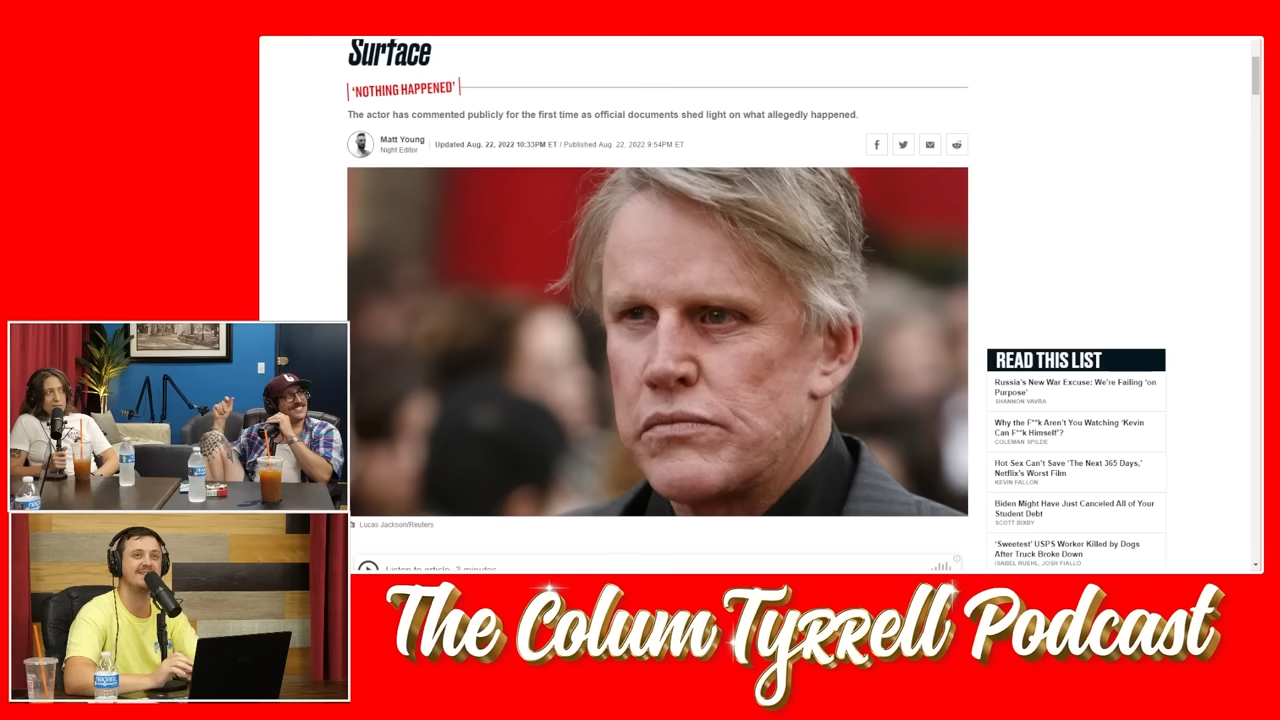 Surface
'NOTHING HAPPENED'
The actor has commented publicly for the first time as official documents shed light on what allegedly happened.
Matt Young
Night Editor
Updated Aug. 22, 2022 10:33PM ET / Published Aug. 22, 2022 9:54PM ET
Lucas Jackson/Reuters
Listen to article 3 minutes
READ THIS LIST
Russia's New War Excuse: We're Failing 'on
Purpose'
SHANNON VAVRA
Why the F**k Aren't You Watching 'Kevin
Can F**k Himself'?
COLEMAN SPILDE
Hot Sex Can't Save 'The Next 365 Days,'
Netflix's Worst Film
KEVIN FALLON
Biden Might Have Just Canceled All of Your
Student Debt
SCOTT BIXBY
'Sweetest' USPS Worker Killed by Dogs
After Truck Broke Down
ISABEL RUEHL, JOSH FIALLO
The Colum Tyrrell Podcast